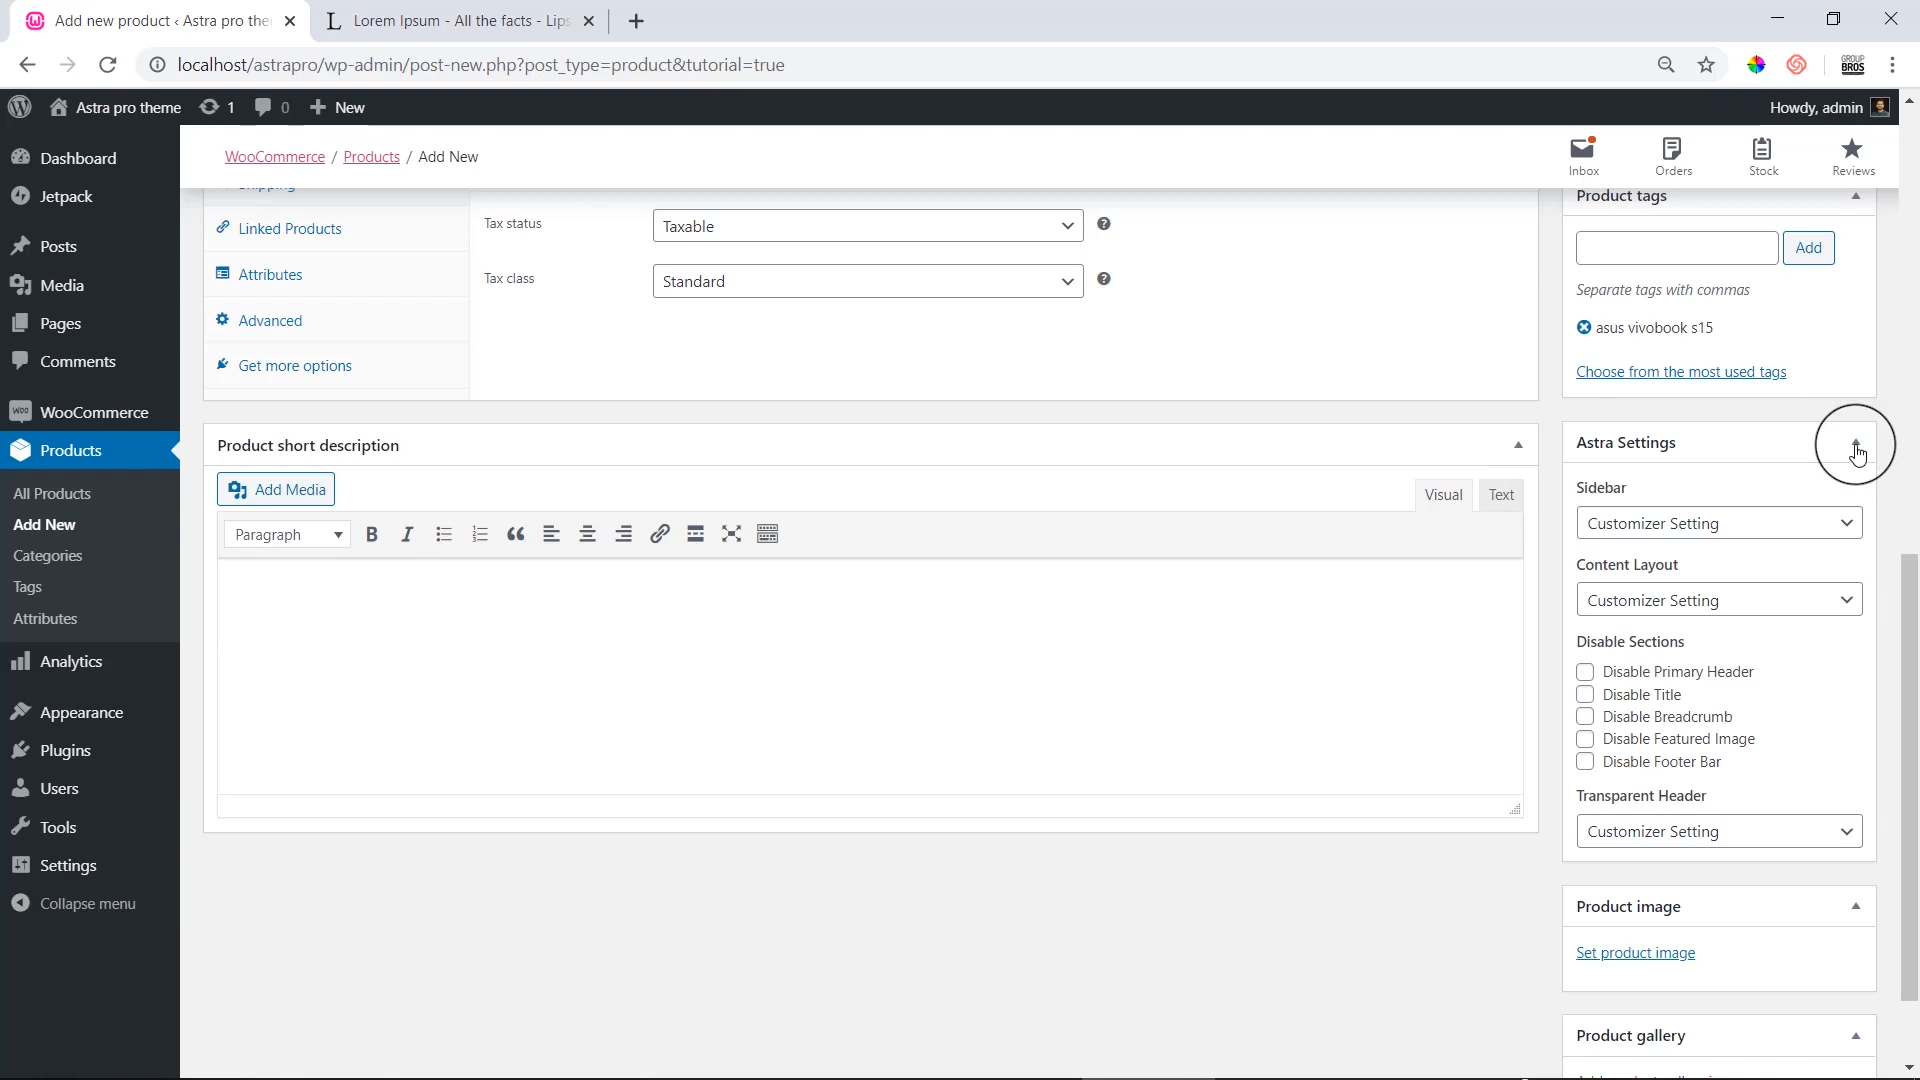 Add new product ‹ Astra pro the
Lorem Ipsum - All the facts - Lips
localhost/astrapro/wp-admin/post-new.php?post_type=product&tutorial=true
GROUP
BROS
Astra pro theme
1
0
New
Howdy, admin
Dashboard
Jetpack
Posts
Media
Pages
Comments
WooCommerce
Products
All Products
Add New
Categories
Tags
Attributes
Analytics
Appearance
Plugins
Users
Tools
Settings
Collapse menu
WooCommerce / Products / Add New
Inbox
Orders
Stock
Reviews
Shipping
Linked Products
Attributes
Advanced
Get more options
Tax status
Taxable
Tax class
Standard
Product short description
Add Media
Visual
Text
Paragraph
Product tags
Add
Separate tags with commas
asus vivobook s15
Choose from the most used tags
Astra Settings
Sidebar
Customizer Setting
Content Layout
Customizer Setting
Disable Sections
Disable Primary Header
Disable Title
Disable Breadcrumb
Disable Featured Image
Disable Footer Bar
Transparent Header
Customizer Setting
Product image
Set product image
Product gallery